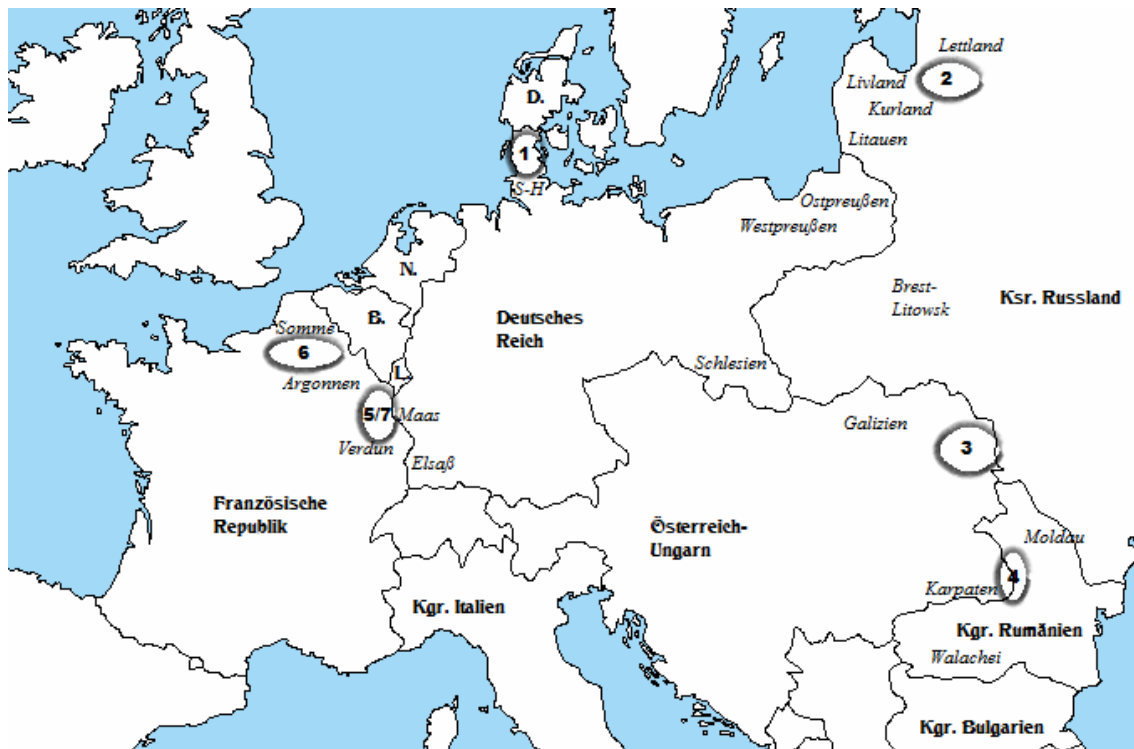 Lettland
D.
Livland
2
Kurland
Litauen
1
S-H
Ostpreußen
Westpreußen
N.
Brest-
Litowsk
Ksr. Russland
B.
Deutsches
Reich
Somme
6
Argonnen
L
Schlesien
5/7
Maas
Verdun
Elsaß
Galizien
3
Französische
Republik
Österreich-
Ungarn
Moldau
4
Karpaten
Kgr. Italien
Kgr. Rumänien
Walachei
Kgr. Bulgarien